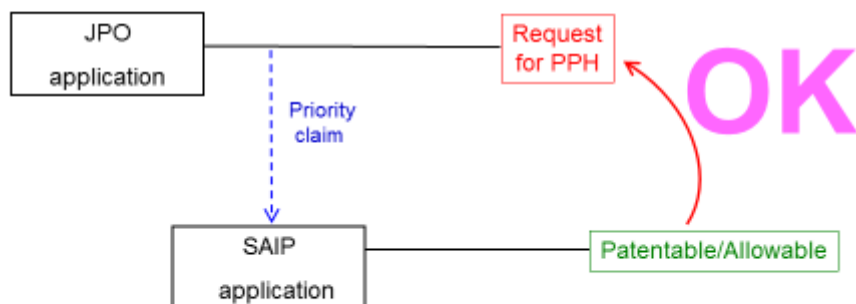 JPO
application
Request
for PPH
OK
Priority
claim
SAIP
application
Patentable/Allowable